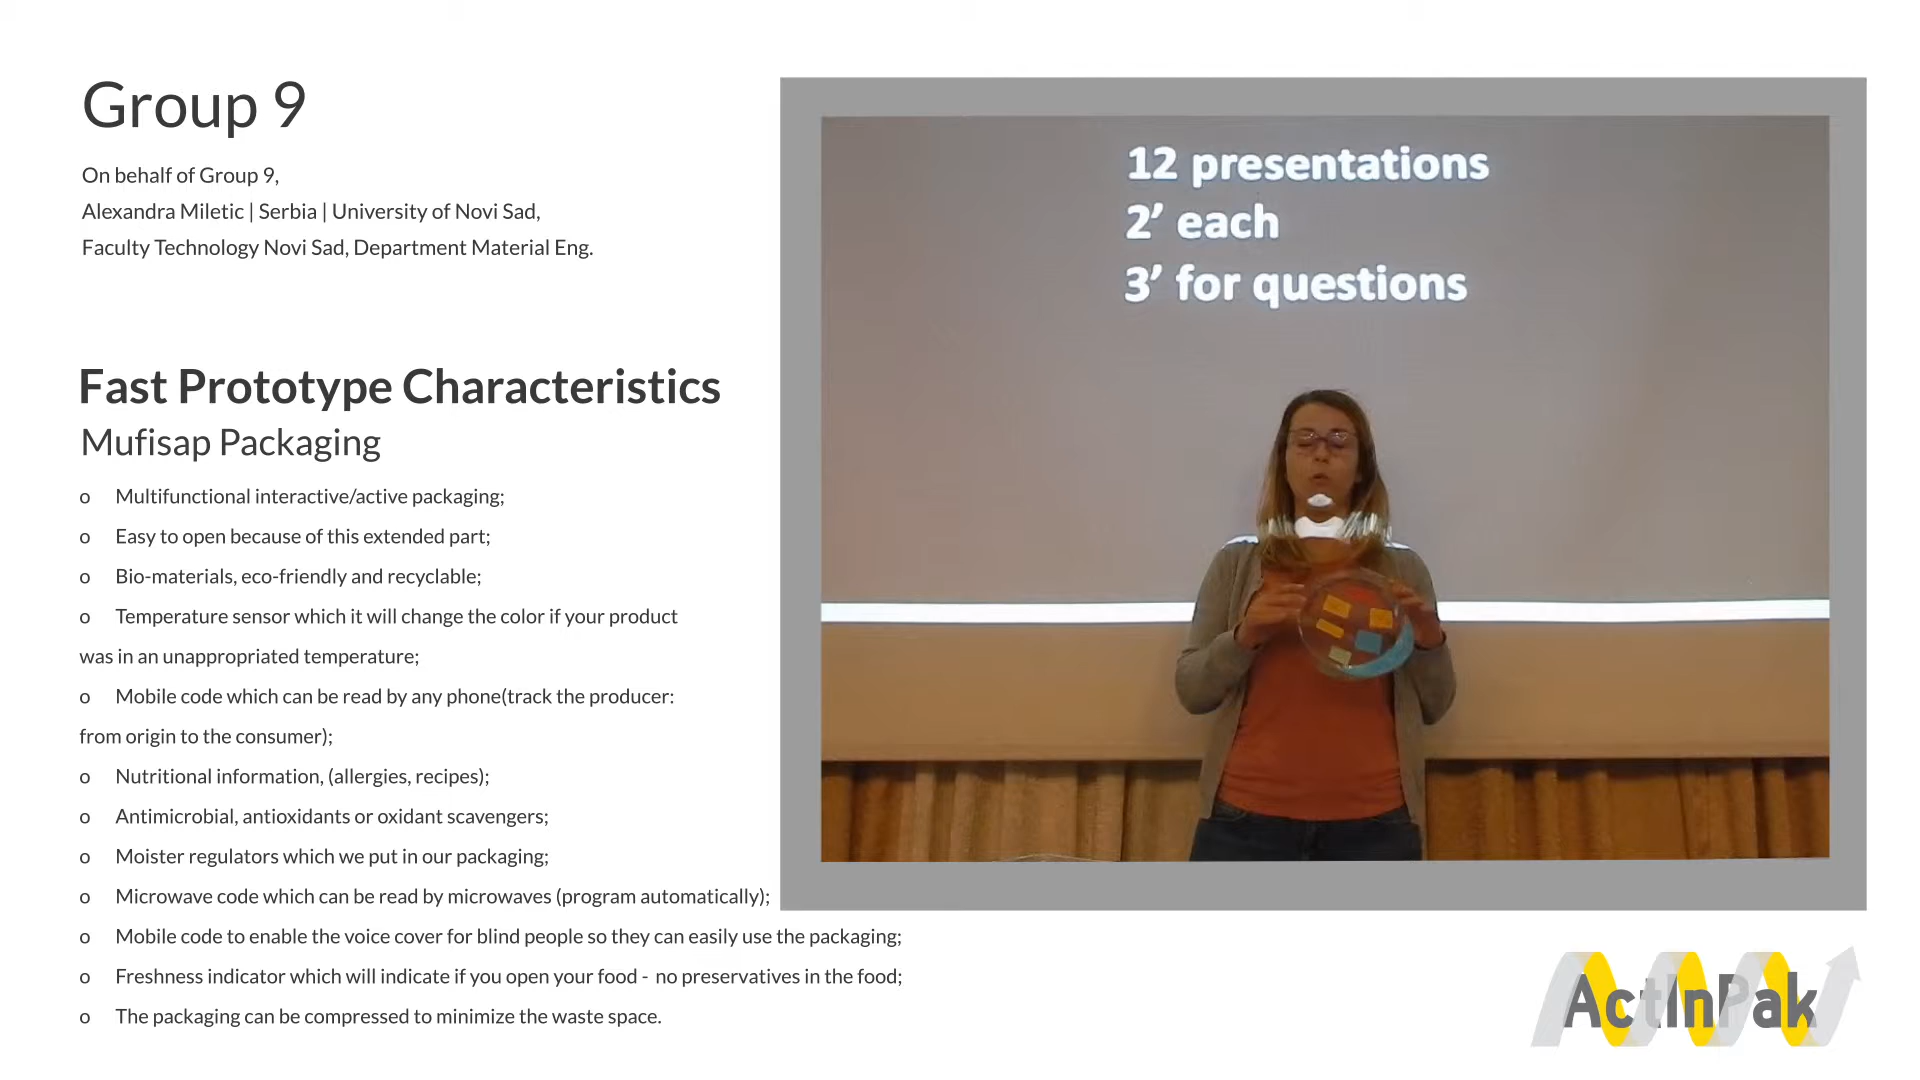 Group 9
On behalf of Group 9,
Alexandra Miletic | Serbia | University of Novi Sad,
Faculty Technology Novi Sad, Department Material Eng.
Fast Prototype Characteristics
Mufisap Packaging
o Multifunctional interactive/active packaging;
o Easy to open because of this extended part;
o Bio-materials, eco-friendly and recyclable;
o Temperature sensor which it will change the color if your product
was in an unappropriated temperature;
o Mobile code which can be read by any phone(track the producer:
from origin to the consumer);
o Nutritional information, (allergies, recipes);
o Antimicrobial, antioxidants or oxidant scavengers;
o Moister regulators which we put in our packaging;
o Microwave code which can be read by microwaves (program automatically);
o Mobile code to enable the voice cover for blind people so they can easily use the packaging;
o Freshness indicator which will indicate if you open your food - no preservatives in the food;
o The packaging can be compressed to minimize the waste space.
12 presentations
2’ each
3’ for questions
ActInPak